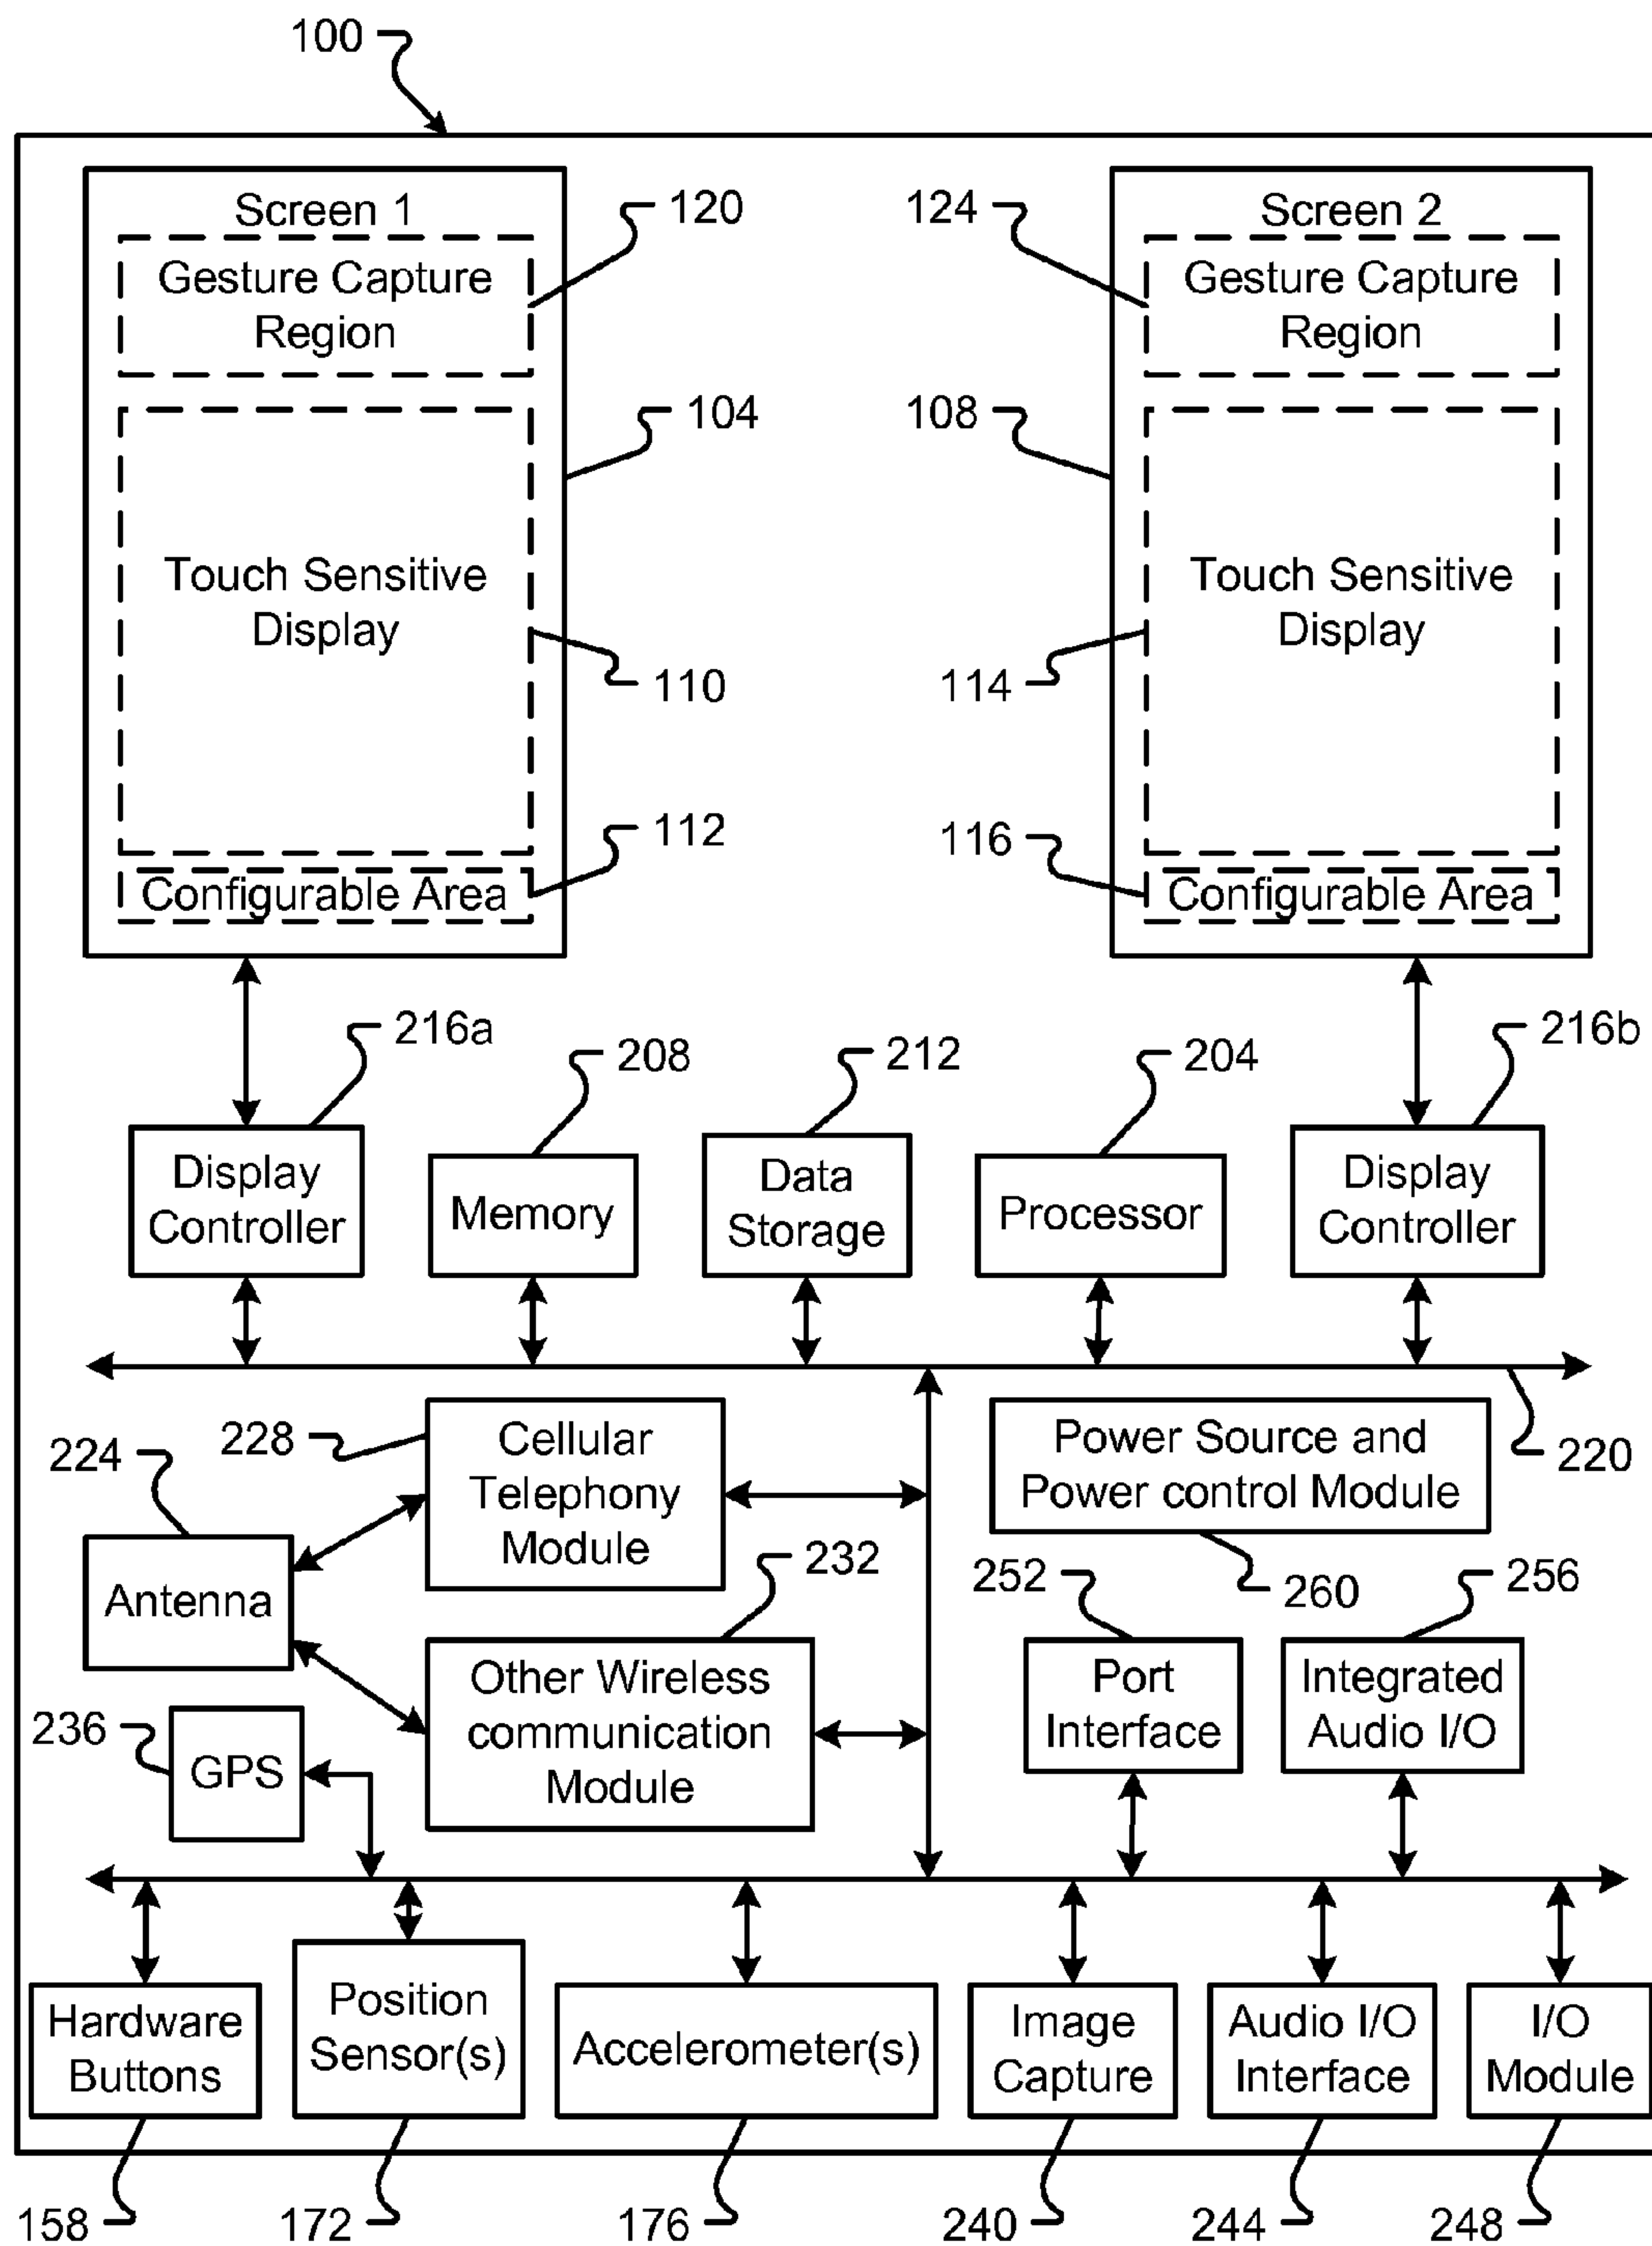 100
Screen 1
Gesture Capture
Region
120
124
Screen 2
Gesture Capture
Region
104
108
Touch Sensitive
Display
Touch Sensitive
Display
110
114
112
116
Configurable Area
Configurable Area
216a
208
212
204
216b
Display
Controller
Memory
Data
Storage
Processor
Display
Controller
228
224
Cellular
Telephony
Module
Power Source and
Power control Module
220
Antenna
232
252
260
256
236
GPS
Other Wireless
communication
Module
Port
Interface
Integrated
Audio I/O
Hardware
Buttons
Position
Sensor(s)
Accelerometer(s)
Image
Capture
Audio I/O
Interface
I/O
Module
158
172
176
240
244
248